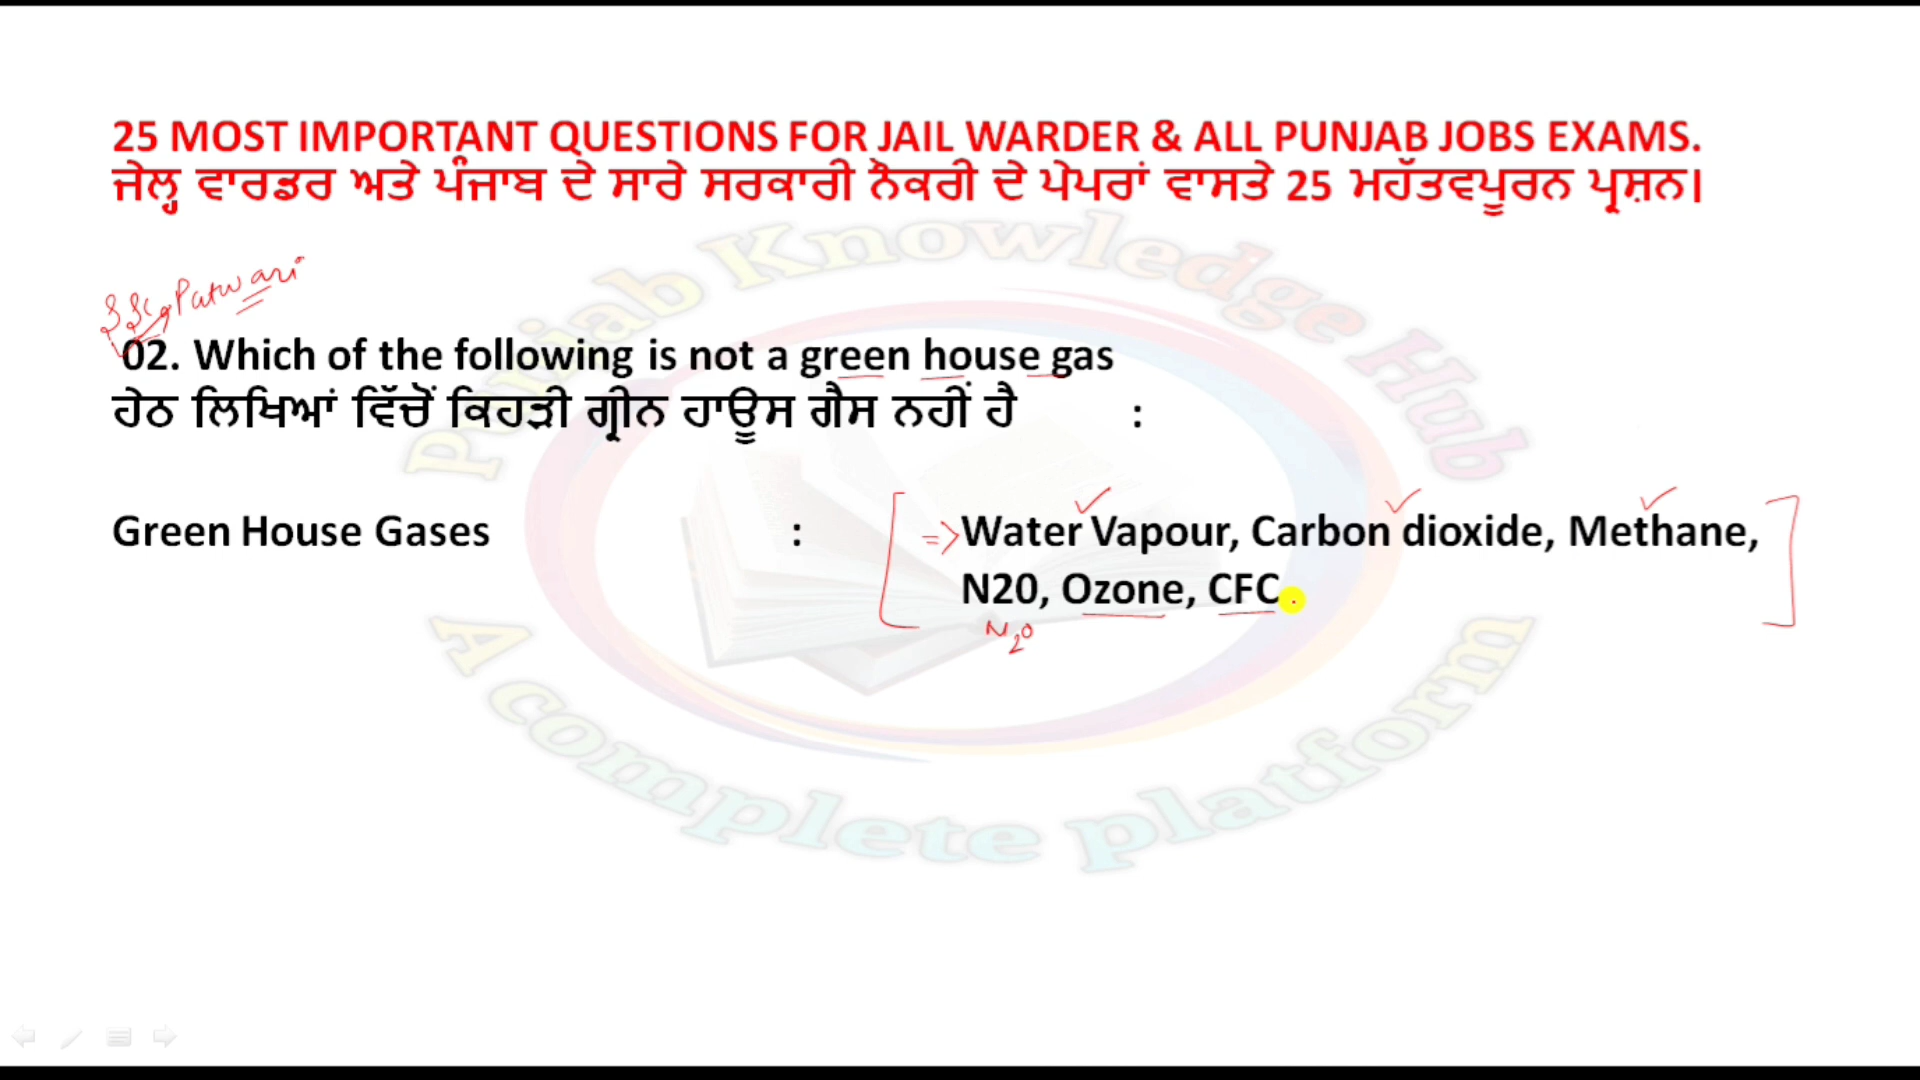 25 MOST IMPORTANT QUESTIONS FOR JAIL WARDER & ALL PUNJAB JOBS EXAMS.
ਜੇਲ੍ਹ ਵਾਰਡਰ ਅਤੇ ਪੰਜਾਬ ਦੇ ਸਾਰੇ ਸਰਕਾਰੀ ਨੌਕਰੀ ਦੇ ਪੇਪਰਾਂ ਵਾਸਤੇ 25 ਮਹੱਤਵਪੂਰਨ ਪ੍ਰਸ਼ਨ।
Punjab Knowledge Hub
Patwari
02. Which of the following is not a green house gas
ਹੇਠ ਲਿਖਿਆਂ ਵਿੱਚੋਂ ਕਿਹੜੀ ਗ੍ਰੀਨ ਹਾਊਸ ਗੈਸ ਨਹੀਂ ਹੈ :
Green House Gases : =>Water Vapour, Carbon dioxide, Methane,
N20, Ozone, CFC.
N2O
A complete platform